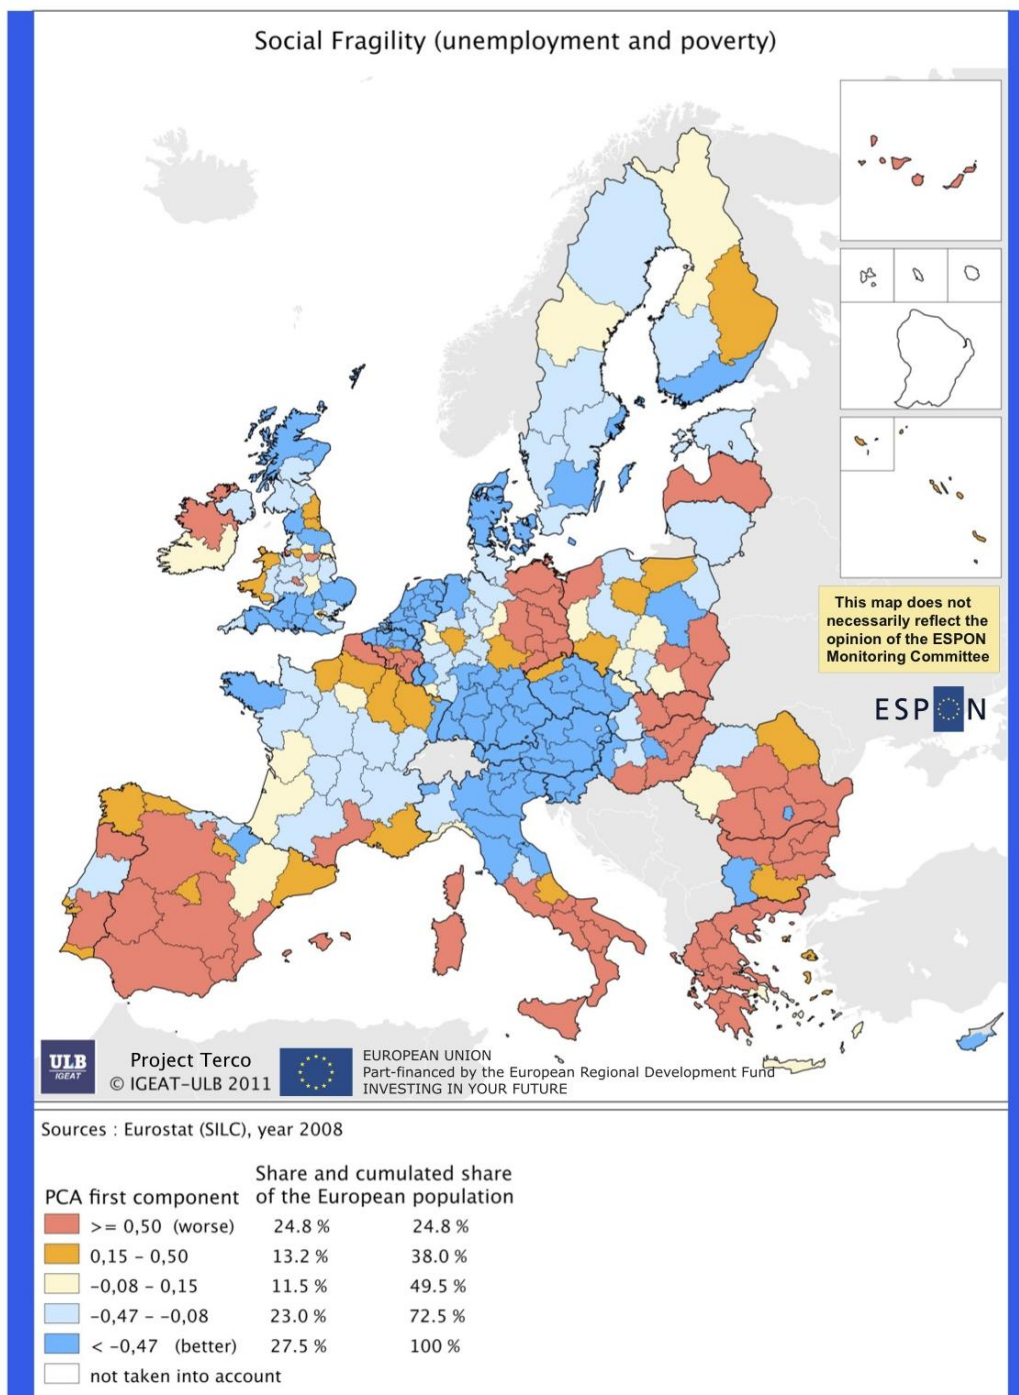 Social Fragility (unemployment and poverty)
This map does not
necessarily reflect the
opinion of the ESPON
Monitoring Committee
ESPON
ULB
IGEAT
Project Terco
© IGEAT-ULB 2011
EUROPEAN UNION
Part-financed by the European Regional Development Fund
INVESTING IN YOUR FUTURE
Sources : Eurostat (SILC), year 2008
Share and cumulated share
PCA first component of the European population
>= 0,50 (worse) 24.8 % 24.8 %
0,15 - 0,50 13.2 % 38.0 %
-0,08 - 0,15 11.5 % 49.5 %
-0,47 - -0,08 23.0 % 72.5 %
< -0,47 (better) 27.5 % 100 %
not taken into account